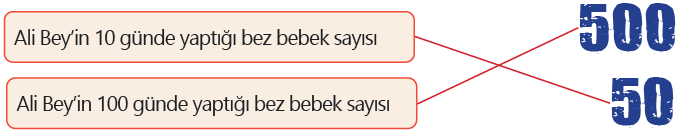 Ali Bey’in 10 günde yaptığı bez bebek sayısı
500
Ali Bey’in 100 günde yaptığı bez bebek sayısı
50